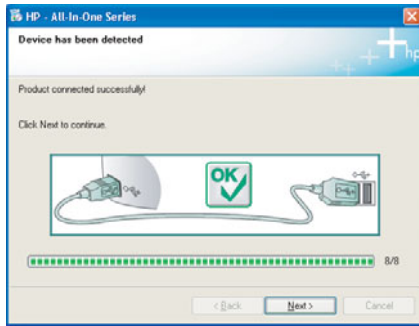 HP - All-In-One Series
Device has been detected
hp
Product connected successfully!
Click Next to continue.
OK
8/8
< Back Next > Cancel